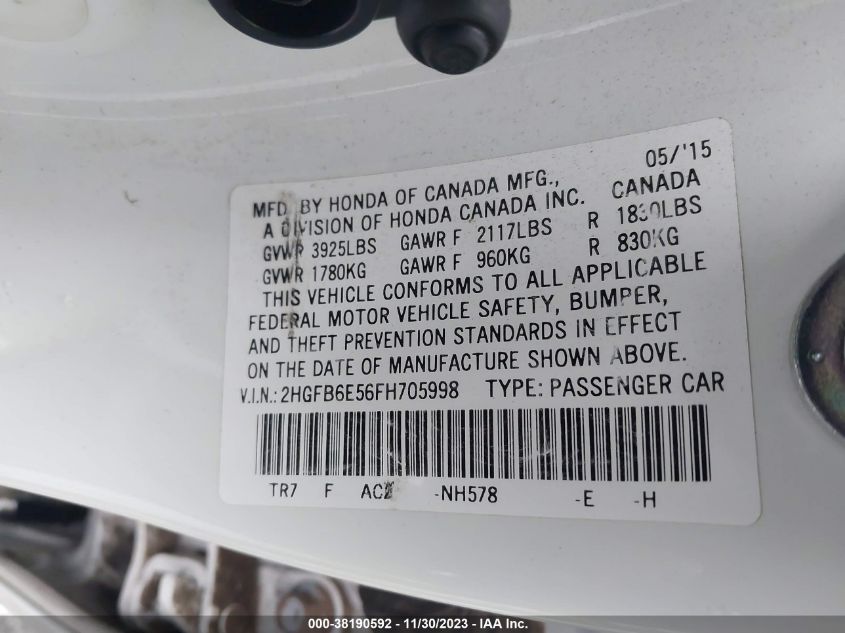 05/'15
MFD BY HONDA OF CANADA MFG.,
A DIVISION OF HONDA CANADA INC. CANADA
GVWR 3925LBS GAWR F 2117LBS R 1830LBS
GVWR 1780KG GAWR F 960KG R 830KG
THIS VEHICLE CONFORMS TO ALL APPLICABLE
FEDERAL MOTOR VEHICLE SAFETY, BUMPER,
AND THEFT PREVENTION STANDARDS IN EFFECT
ON THE DATE OF MANUFACTURE SHOWN ABOVE.
V.I.N.: 2HGFB6E56FH705998 TYPE: PASSENGER CAR
TR7 F -NH578 -E -H
000-38190592 - 11/30/2023 - IAA Inc.